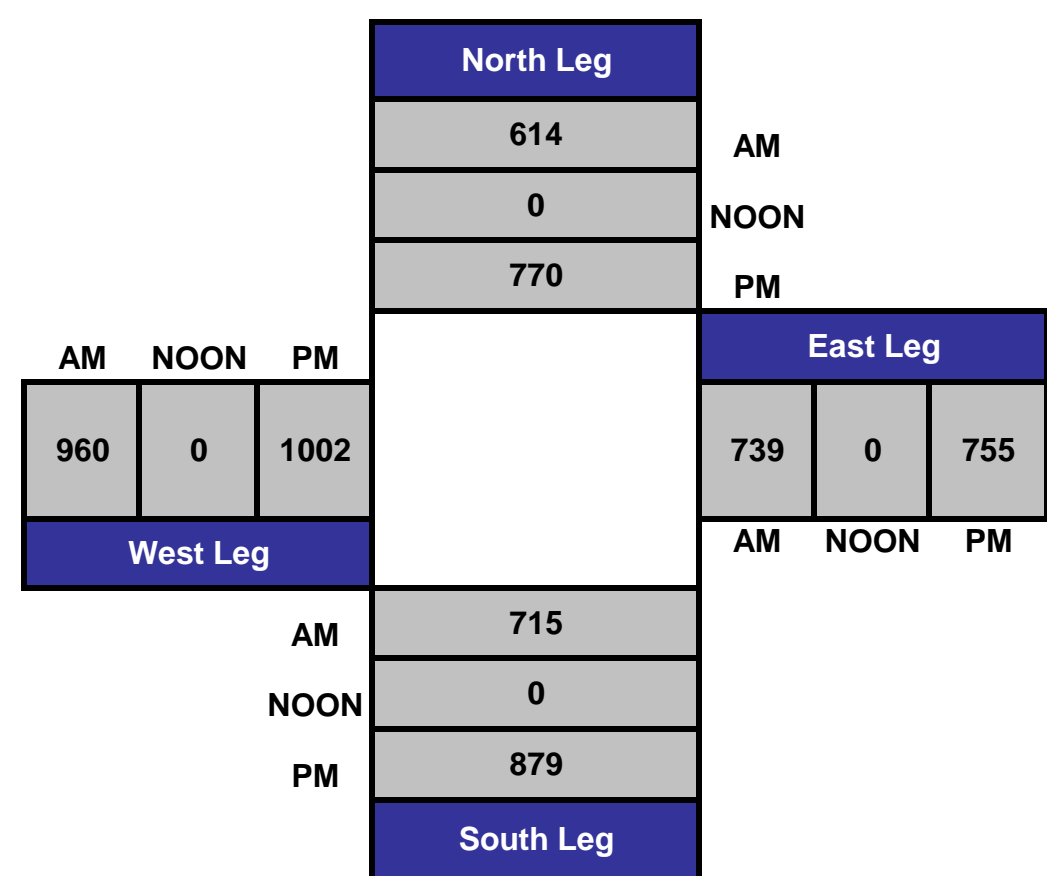 North Leg
614 AM
0 NOON
770 PM
East Leg
AM NOON PM
960 0 1002
739 0 755
West Leg
AM NOON PM
AM 715
NOON 0
PM 879
South Leg